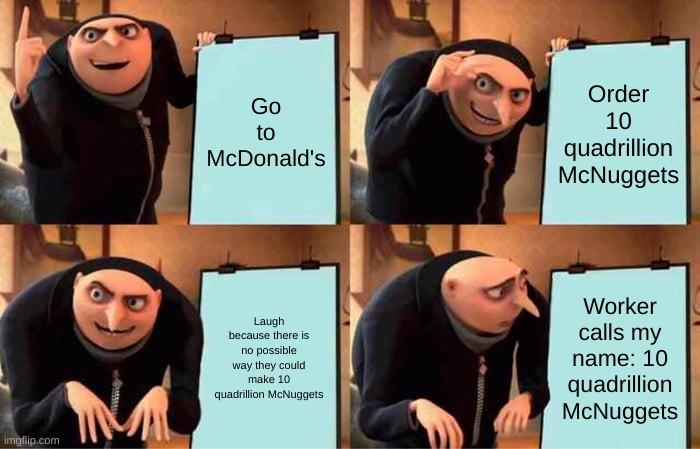 Go
to
McDonald's
Order
10
quadrillion
McNuggets
Laugh
because there is
no possible
way they could
make 10
quadrillion McNuggets
Worker
calls my
name: 10
quadrillion
McNuggets
imgflip.com